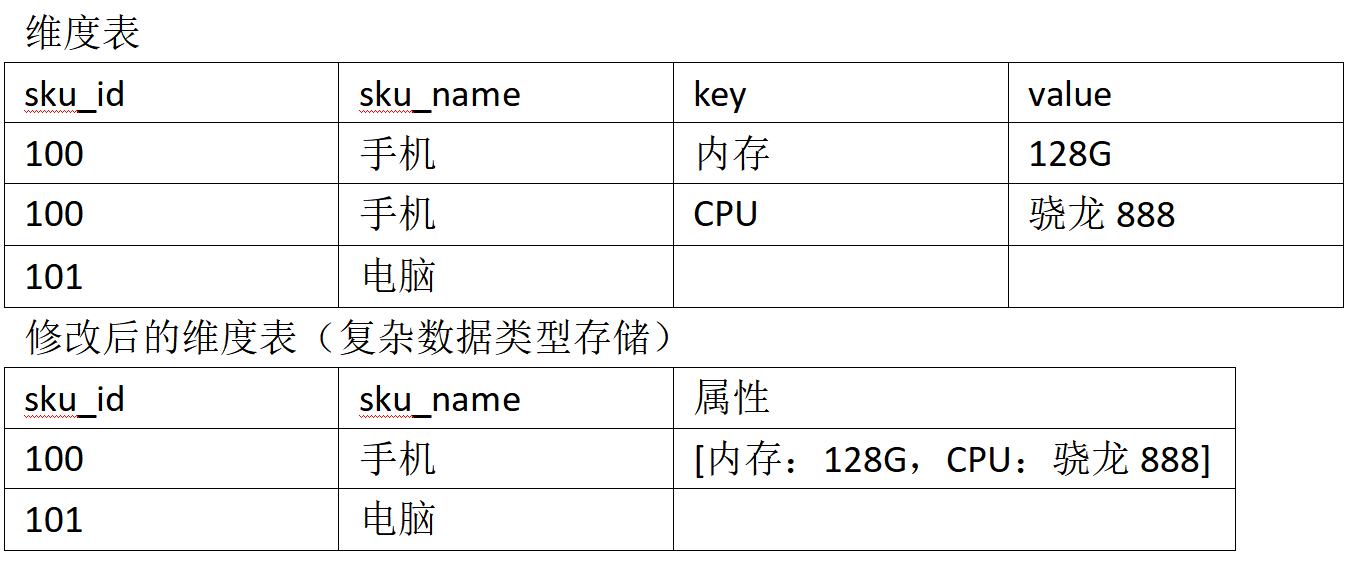 维度表
sku_id sku_name key value
100 手机 内存 128G
100 手机 CPU 骁龙 888
101 电脑
修改后的维度表（复杂数据类型存储）
sku_id sku_name 属性
100 手机 [内存：128G，CPU：骁龙 888]
101 电脑